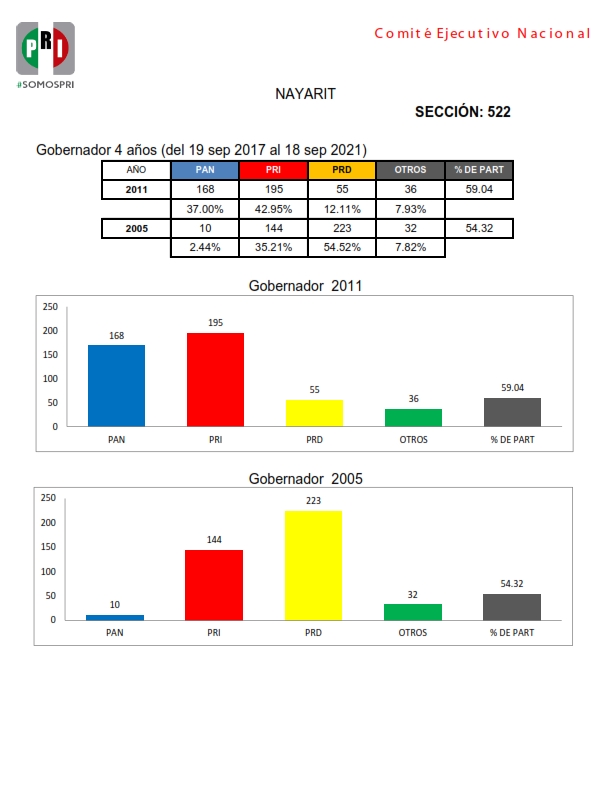 Comité Ejecutivo Nacional
PRI
#SOMOSPRI
NAYARIT
SECCIÓN: 522
Gobernador 4 años (del 19 sep 2017 al 18 sep 2021)
AÑO PAN PRI PRD OTROS % DE PART
2011 168 195 55 36 59.04
37.00% 42.95% 12.11% 7.93%
2005 10 144 223 32 54.32
2.44% 35.21% 54.52% 7.82%
Gobernador 2011
250
200
150
100
50
0
168
195
55
36
59.04
PAN PRI PRD OTROS % DE PART
Gobernador 2005
250
200
150
100
50
0
10
144
223
32
54.32
PAN PRI PRD OTROS % DE PART